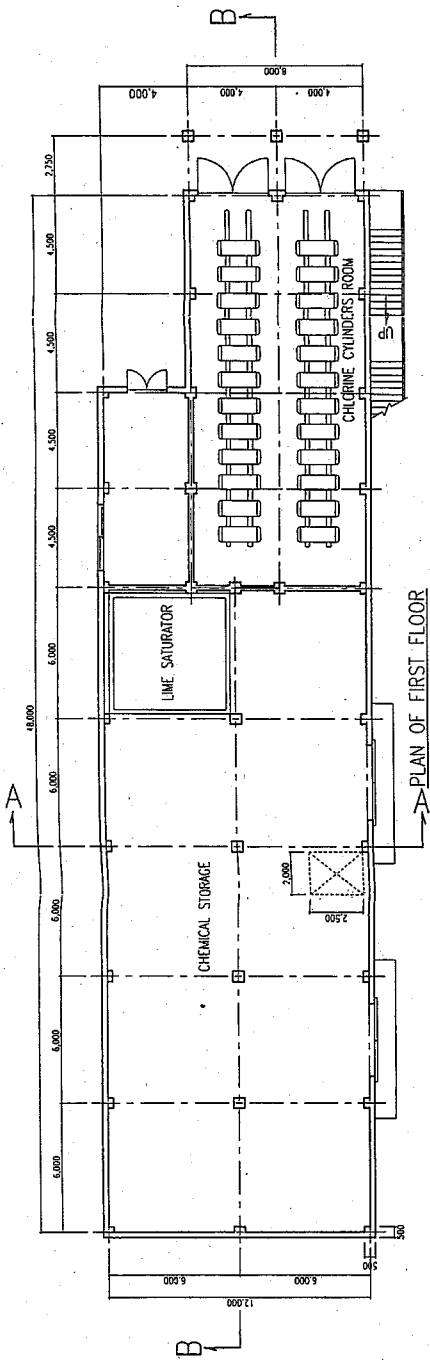 A
48,000
6,000 6,000 6,000 6,000 6,000 4,500 4,500 4,500 4,500 2,750
4,000
4,000
4,000
8,000
6,000
6,000
12,000
B
B
LIME SATURATOR
CHEMICAL STORAGE
2,000
2,500
CHLORINE CYLINDERS ROOM
UP
500
500
A
PLAN OF FIRST FLOOR